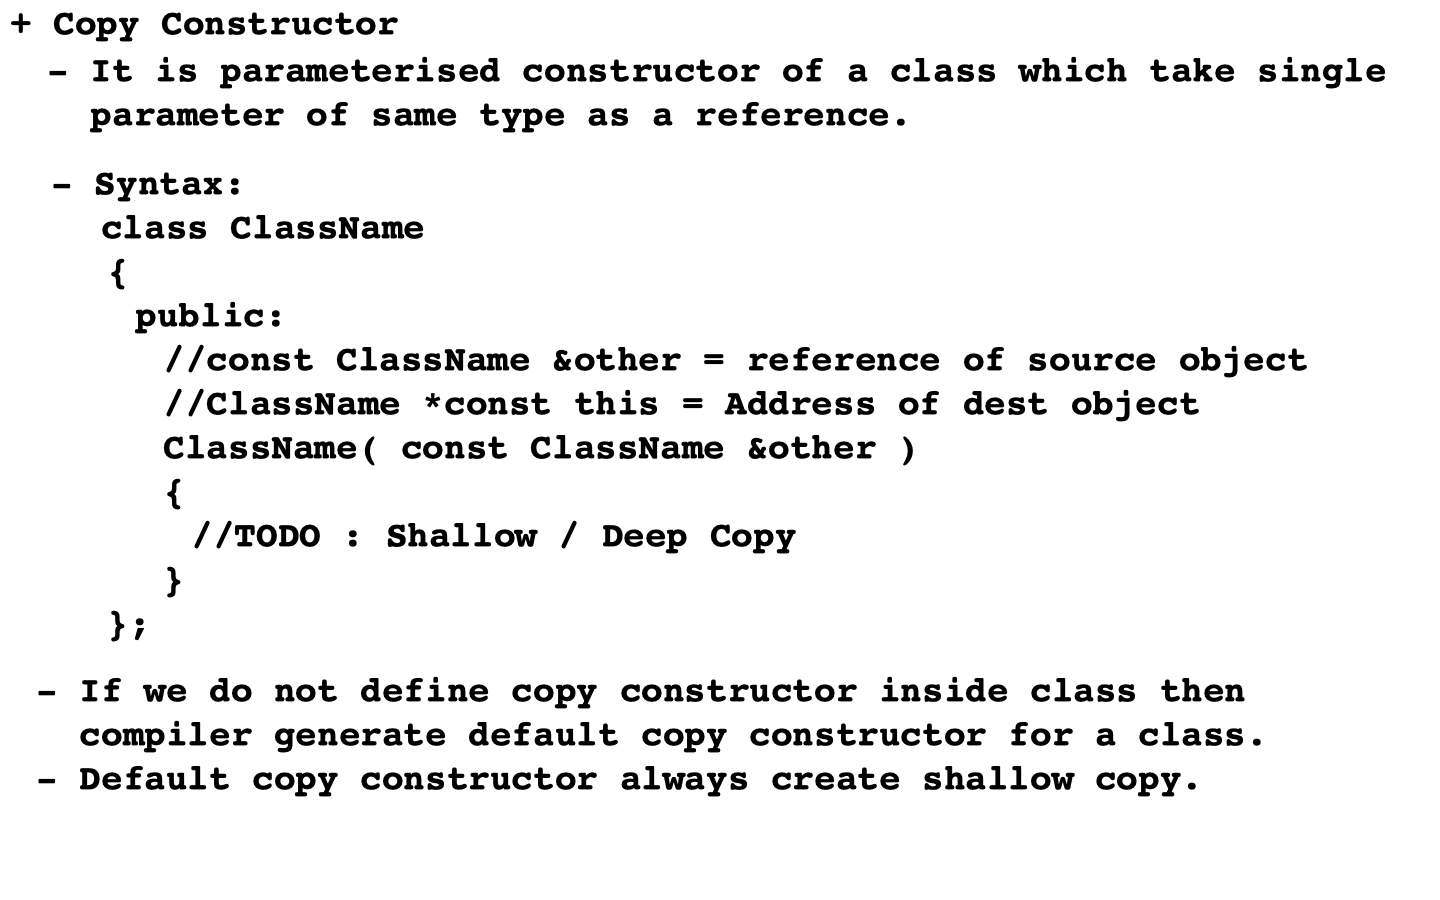 + Copy Constructor
- It is parameterised constructor of a class which take single
parameter of same type as a reference.
- Syntax:
class ClassName
{
public:
//const ClassName &other = reference of source object
//ClassName *const this = Address of dest object
ClassName( const ClassName &other )
{
//TODO : Shallow / Deep Copy
}
};
- If we do not define copy constructor inside class then
compiler generate default copy constructor for a class.
- Default copy constructor always create shallow copy.